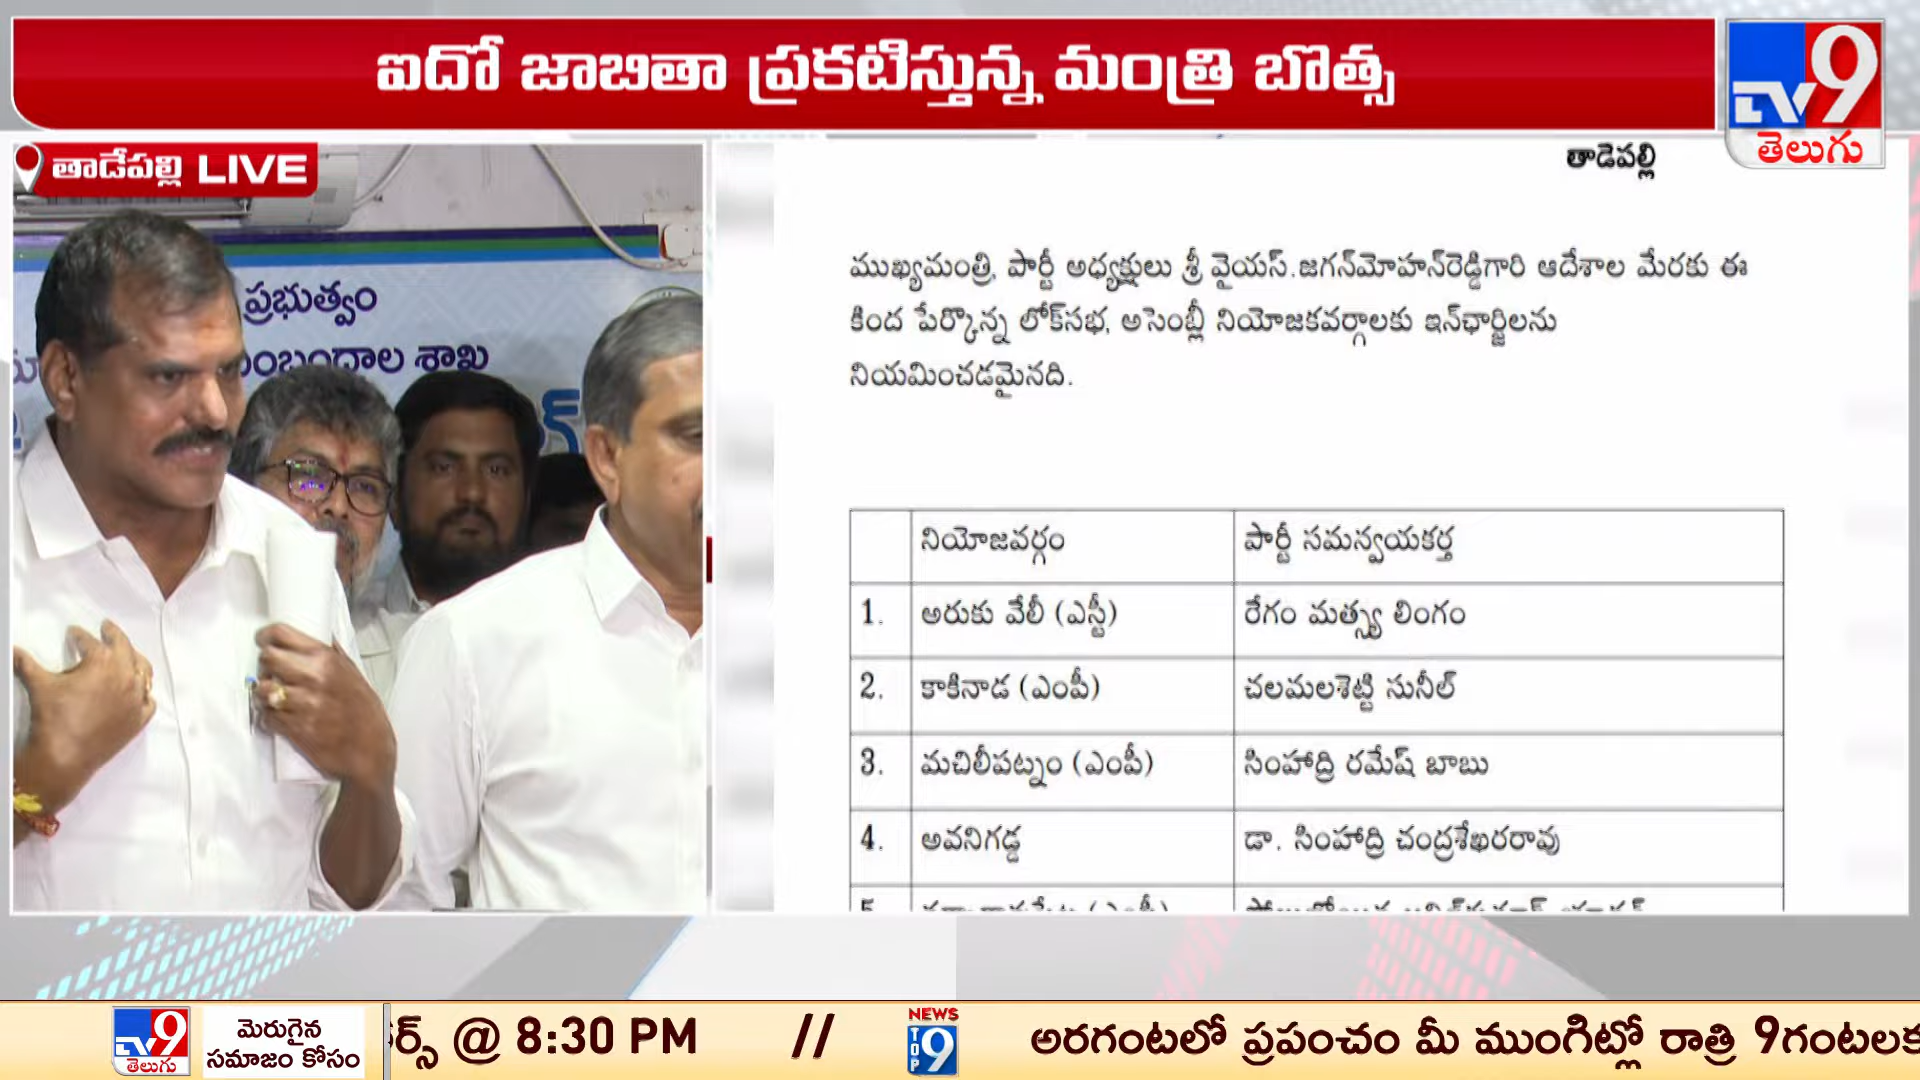 ఐదో జాబితా ప్రకటిస్తున్న మంత్రి బొత్స
TV9
తెలుగు
తాడేపల్లి LIVE
ప్రభుత్వం
సంబంధాల శాఖ
తాడెపల్లి
ముఖ్యమంత్రి, పార్టీ అధ్యక్షులు శ్రీ వైయస్.జగన్‌మోహన్‌రెడ్డిగారి ఆదేశాల మేరకు ఈ
కింద పేర్కొన్న లోక్‌సభ, అసెంబ్లీ నియోజకవర్గాలకు ఇన్‌ఛార్జిలను
నియమించడమైనది.
నియోజవర్గం పార్టీ సమన్వయకర్త
1. అరుకు వేలీ (ఎస్టీ) రేగం మత్స్య లింగం
2. కాకినాడ (ఎంపీ) చలమలశెట్టి సునీల్
3. మచిలీపట్నం (ఎంపీ) సింహాద్రి రమేష్ బాబు
4. అవనిగడ్డ డా. సింహాద్రి చంద్రశేఖరరావు
TV9 తెలుగు
మెరుగైన
సమాజం కోసం
@ 8:30 PM // NEWS TOP 9 అరగంటలో ప్రపంచం మీ ముంగిట్లో రాత్రి 9గంటలక